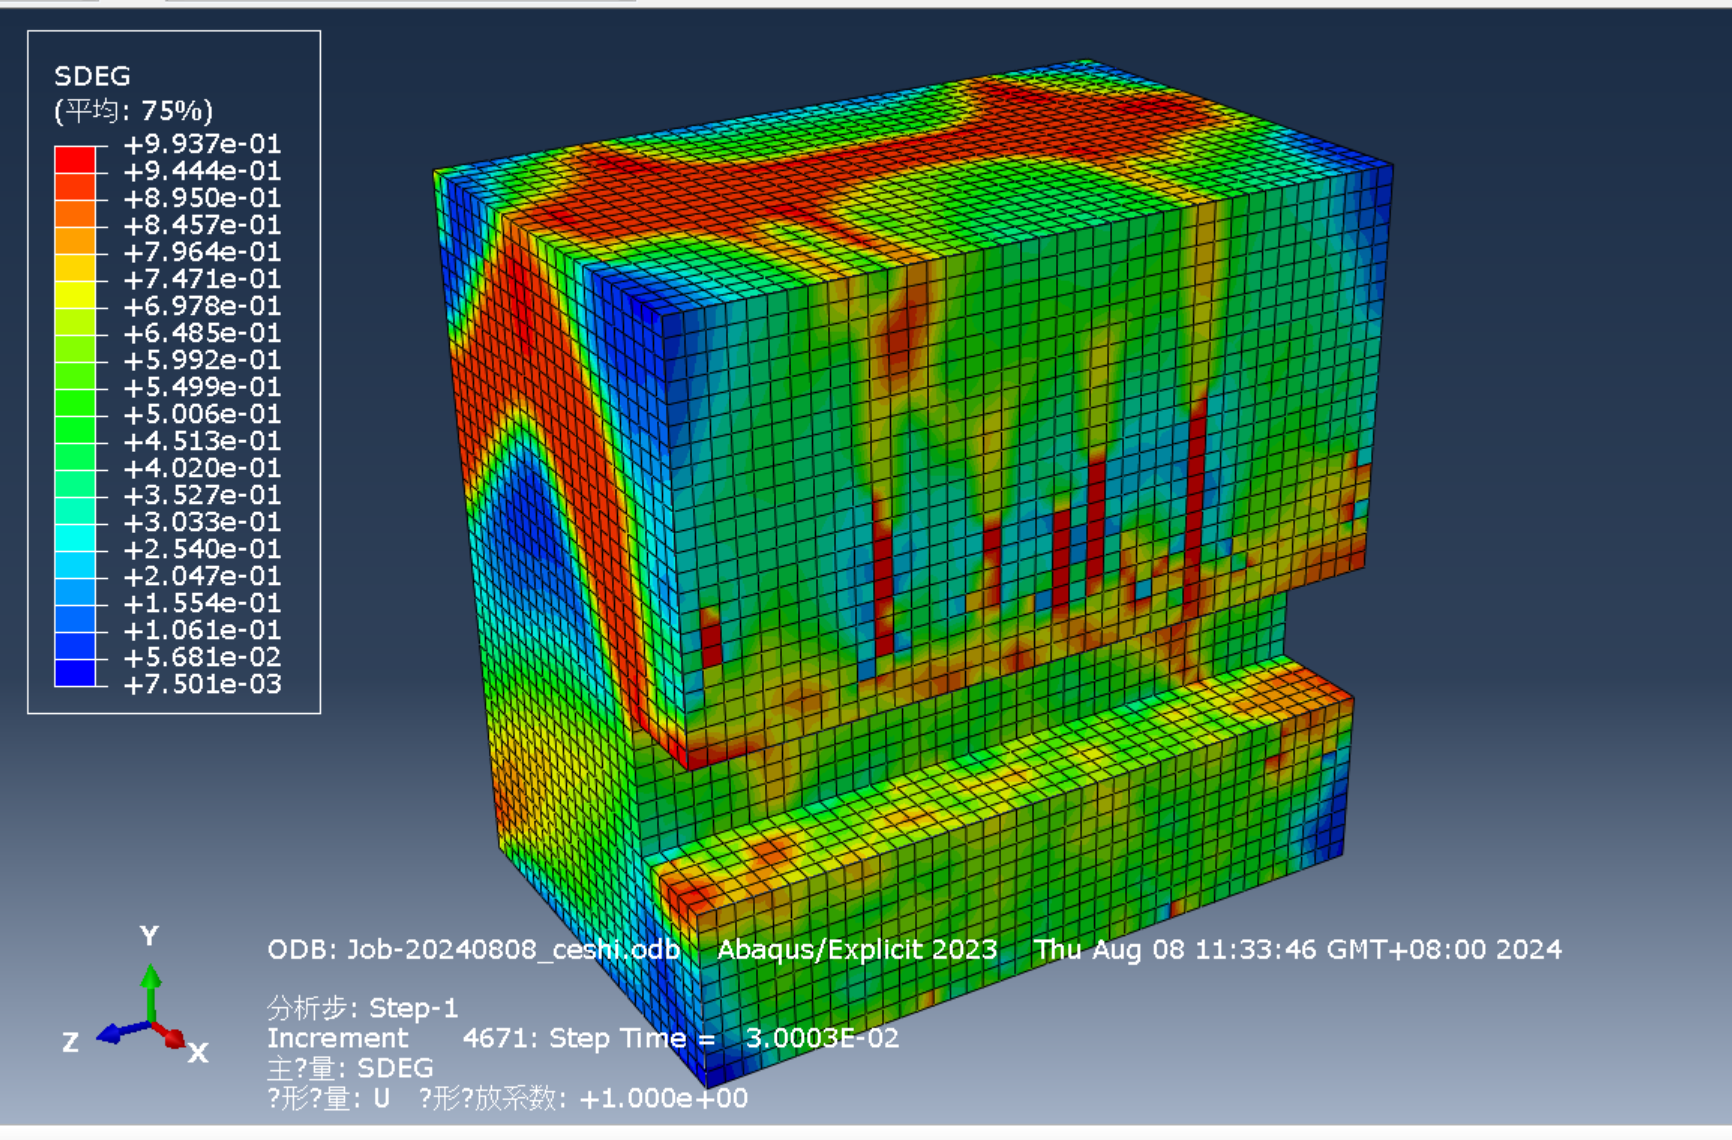 SDEG
(平均: 75%)
+9.937e-01
+9.444e-01
+8.950e-01
+8.457e-01
+7.964e-01
+7.471e-01
+6.978e-01
+6.485e-01
+5.992e-01
+5.499e-01
+5.006e-01
+4.513e-01
+4.020e-01
+3.527e-01
+3.033e-01
+2.540e-01
+2.047e-01
+1.554e-01
+1.061e-01
+5.681e-02
+7.501e-03
Y
Z
X
ODB: Job-20240808_ceshi.odb Abaqus/Explicit 2023 Thu Aug 08 11:33:46 GMT+08:00 2024
分析步: Step-1
Increment 4671: Step Time = 3.0003E-02
主?量: SDEG
?形?量: U ?形?放系数: +1.000e+00